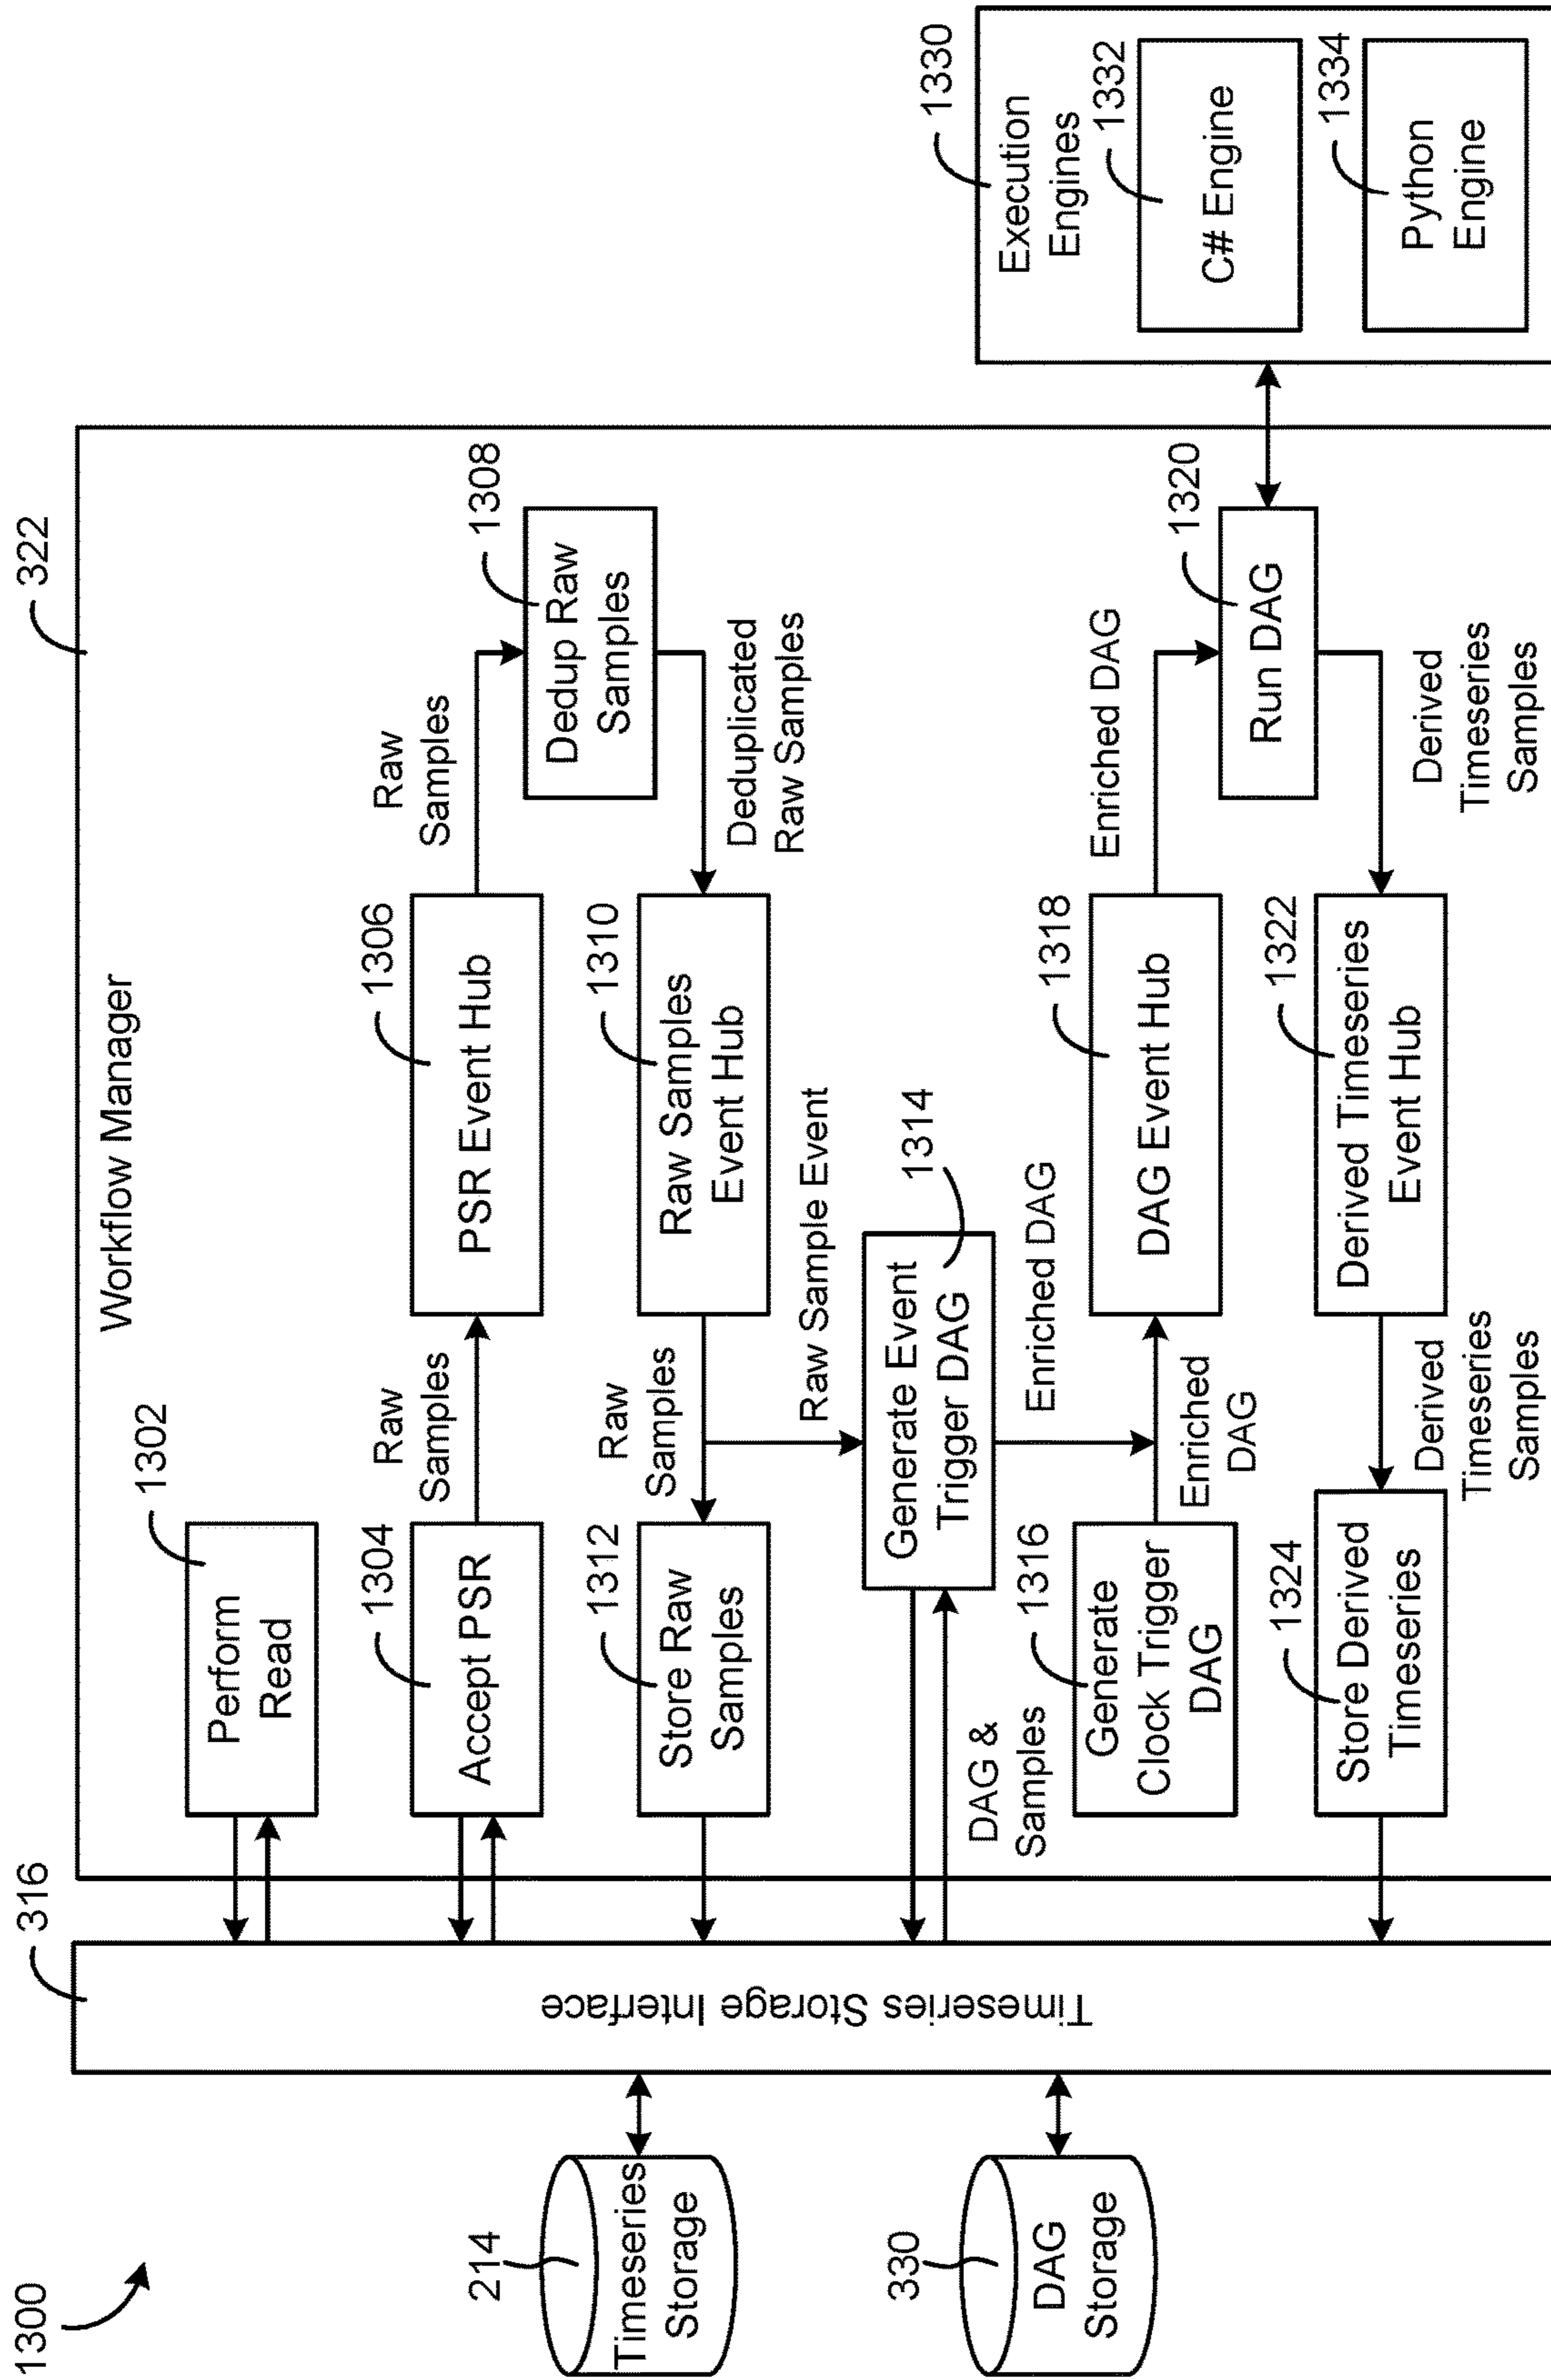 1300
214
Timeseries
Storage
330
DAG
Storage
316
Timeseries Storage Interface
322
Workflow Manager
1302
Perform
Read
1304
Accept PSR
Raw
Samples
1306
PSR Event Hub
Raw
Samples
1308
Dedup Raw
Samples
Deduplicated
Raw Samples
1310
Raw Samples
Event Hub
Raw
Samples
1312
Store Raw
Samples
Raw Sample Event
1314
Generate Event
Trigger DAG
DAG &
Samples
Enriched DAG
1316
Generate
Clock Trigger
DAG
Enriched
DAG
1318
DAG Event Hub
Enriched DAG
1320
Run DAG
Derived
Timeseries
Samples
1322
Derived Timeseries
Event Hub
Derived
Timeseries
Samples
1324
Store Derived
Timeseries
1330
Execution
Engines
1332
C# Engine
1334
Python
Engine